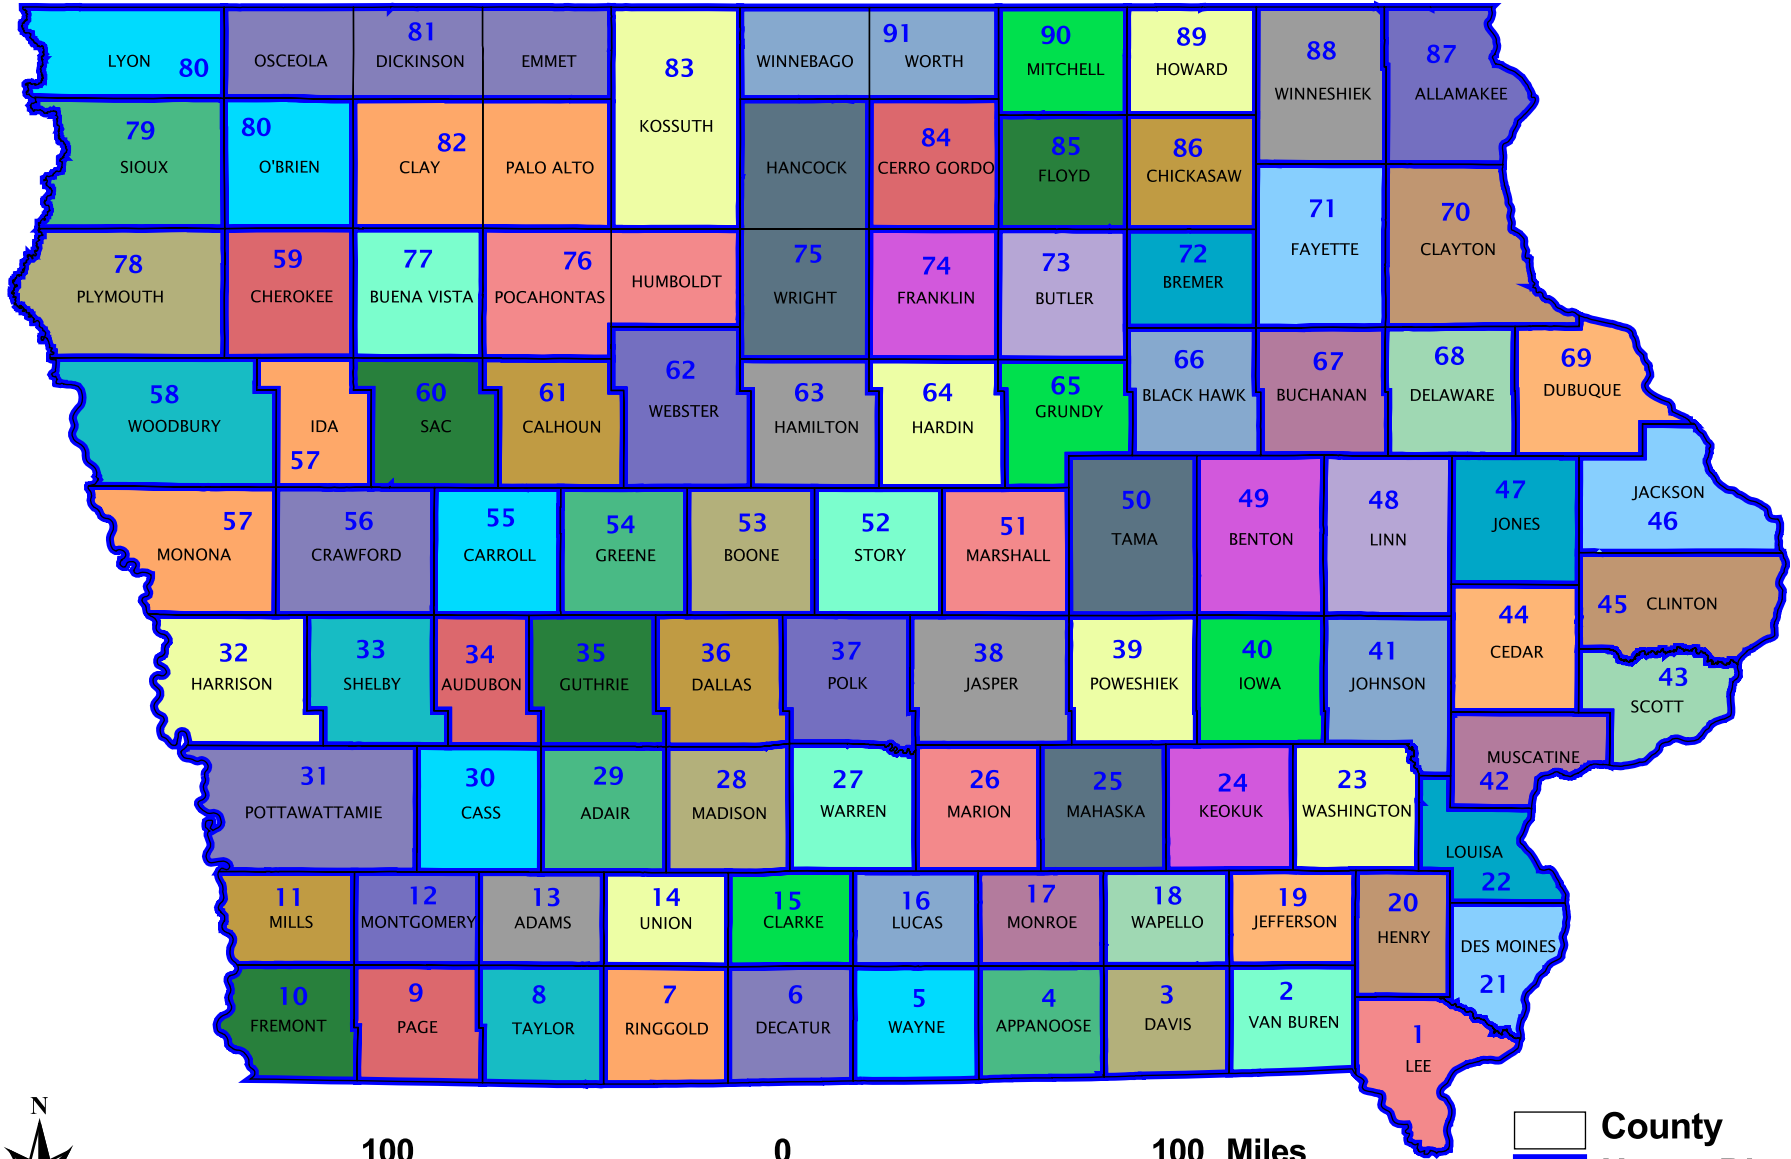 LYON 80
OSCEOLA
81
DICKINSON
EMMET
83
KOSSUTH
WINNEBAGO
91
WORTH
90
MITCHELL
89
HOWARD
88
WINNESHIEK
87
ALLAMAKEE
79
SIOUX
80
O'BRIEN
82
CLAY
PALO ALTO
HANCOCK
84
CERRO GORDO
85
FLOYD
86
CHICKASAW
71
FAYETTE
70
CLAYTON
78
PLYMOUTH
59
CHEROKEE
77
BUENA VISTA
76
POCAHONTAS
HUMBOLDT
75
WRIGHT
74
FRANKLIN
73
BUTLER
72
BREMER
58
WOODBURY
IDA
57
60
SAC
61
CALHOUN
62
WEBSTER
63
HAMILTON
64
HARDIN
65
GRUNDY
66
BLACK HAWK
67
BUCHANAN
68
DELAWARE
69
DUBUQUE
57
MONONA
56
CRAWFORD
55
CARROLL
54
GREENE
53
BOONE
52
STORY
51
MARSHALL
50
TAMA
49
BENTON
48
LINN
47
JONES
JACKSON
46
45 CLINTON
44
CEDAR
32
HARRISON
33
SHELBY
34
AUDUBON
35
GUTHRIE
36
DALLAS
37
POLK
38
JASPER
39
POWESHIEK
40
IOWA
41
JOHNSON
43
SCOTT
MUSCATINE
42
31
POTTAWATTAMIE
30
CASS
29
ADAIR
28
MADISON
27
WARREN
26
MARION
25
MAHASKA
24
KEOKUK
23
WASHINGTON
LOUISA
22
11
MILLS
12
MONTGOMERY
13
ADAMS
14
UNION
15
CLARKE
16
LUCAS
17
MONROE
18
WAPELLO
19
JEFFERSON
20
HENRY
DES MOINES
21
10
FREMONT
9
PAGE
8
TAYLOR
7
RINGGOLD
6
DECATUR
5
WAYNE
4
APPANOOSE
3
DAVIS
2
VAN BUREN
1
LEE
N
100 0 100 Miles
County